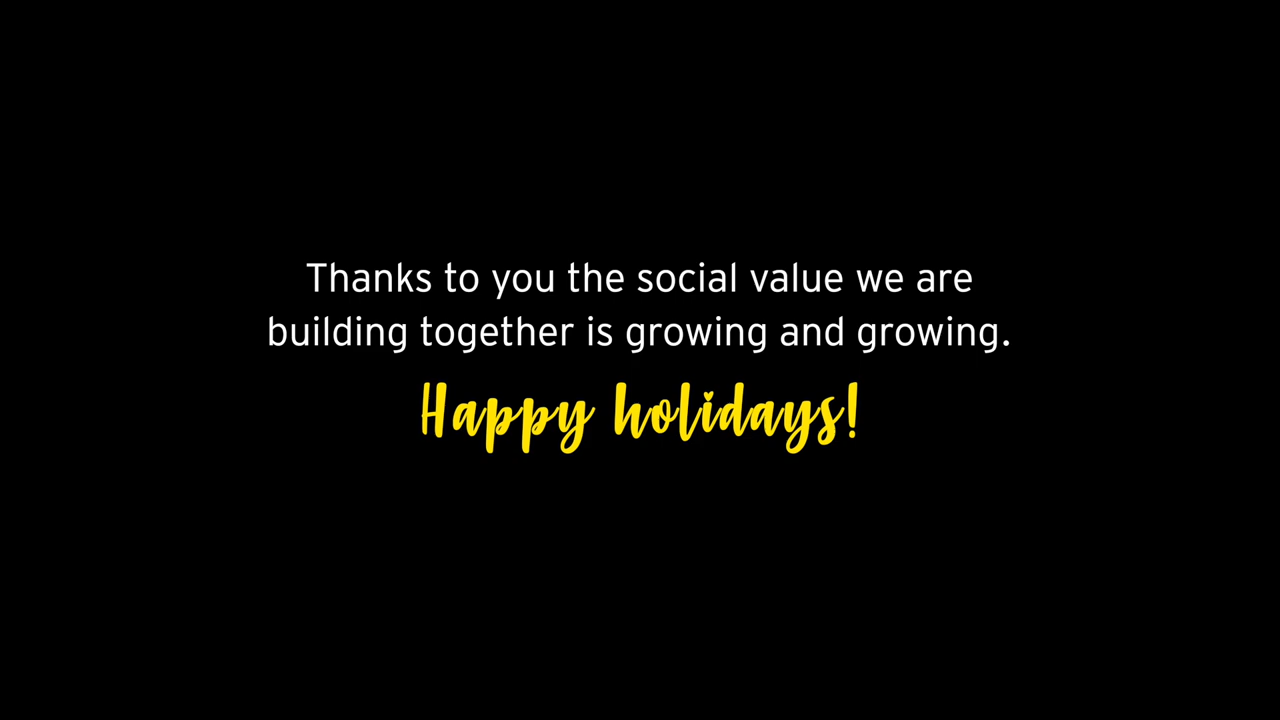 Thanks to you the social value we are
building together is growing and growing.
Happy holidays!